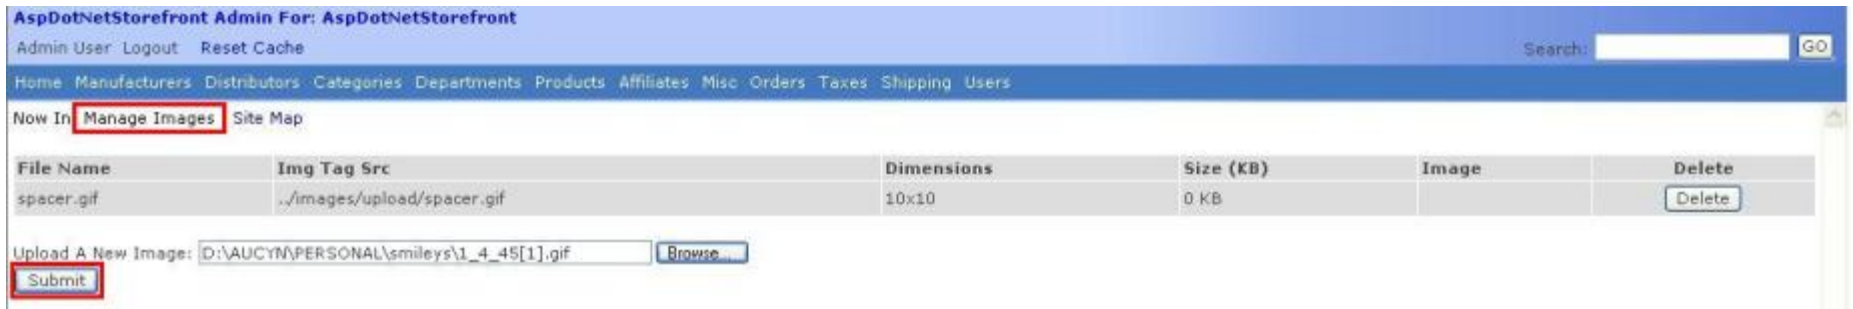 AspDotNetStorefront Admin For: AspDotNetStorefront
Admin User Logout Reset Cache Search: GO
Home Manufacturers Distributors Categories Departments Products Affiliates Misc Orders Taxes Shipping Users
Now In Manage Images Site Map
File Name Img Tag Src Dimensions Size (KB) Image Delete
spacer.gif ../images/upload/spacer.gif 10x10 0 KB Delete
Upload A New Image: D:\AUCYN\PERSONAL\smileys\1_4_45[1].gif Browse...
Submit